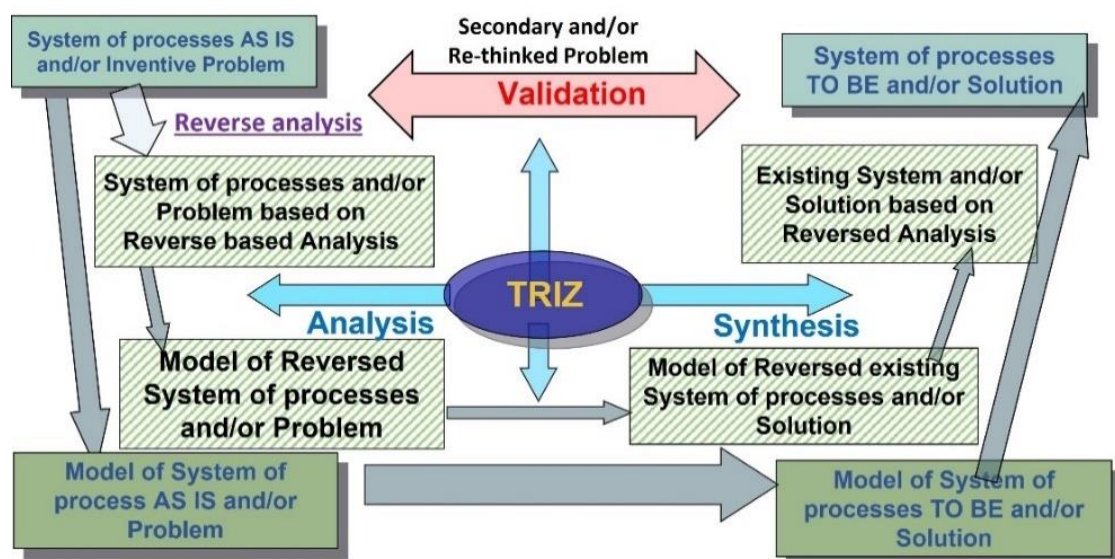 System of processes AS IS
and/or Inventive Problem
Secondary and/or
Re-thinked Problem
Validation
System of processes
TO BE and/or Solution
Reverse analysis
System of processes and/or
Problem based on
Reverse based Analysis
Existing System and/or
Solution based on
Reversed Analysis
TRIZ
Analysis
Synthesis
Model of Reversed
System of processes
and/or Problem
Model of Reversed existing
System of processes and/or
Solution
Model of System of
process AS IS and/or
Problem
Model of System of
processes TO BE and/or
Solution